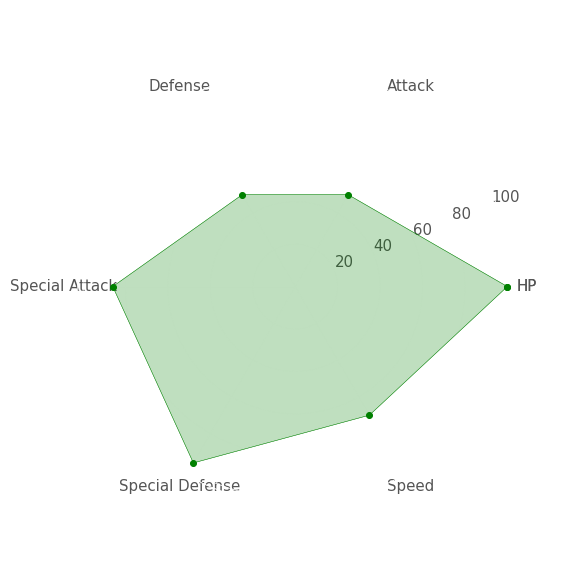 Defense
Attack
100
80
60
40
20
Special Attack
HP
Special Defense
Speed